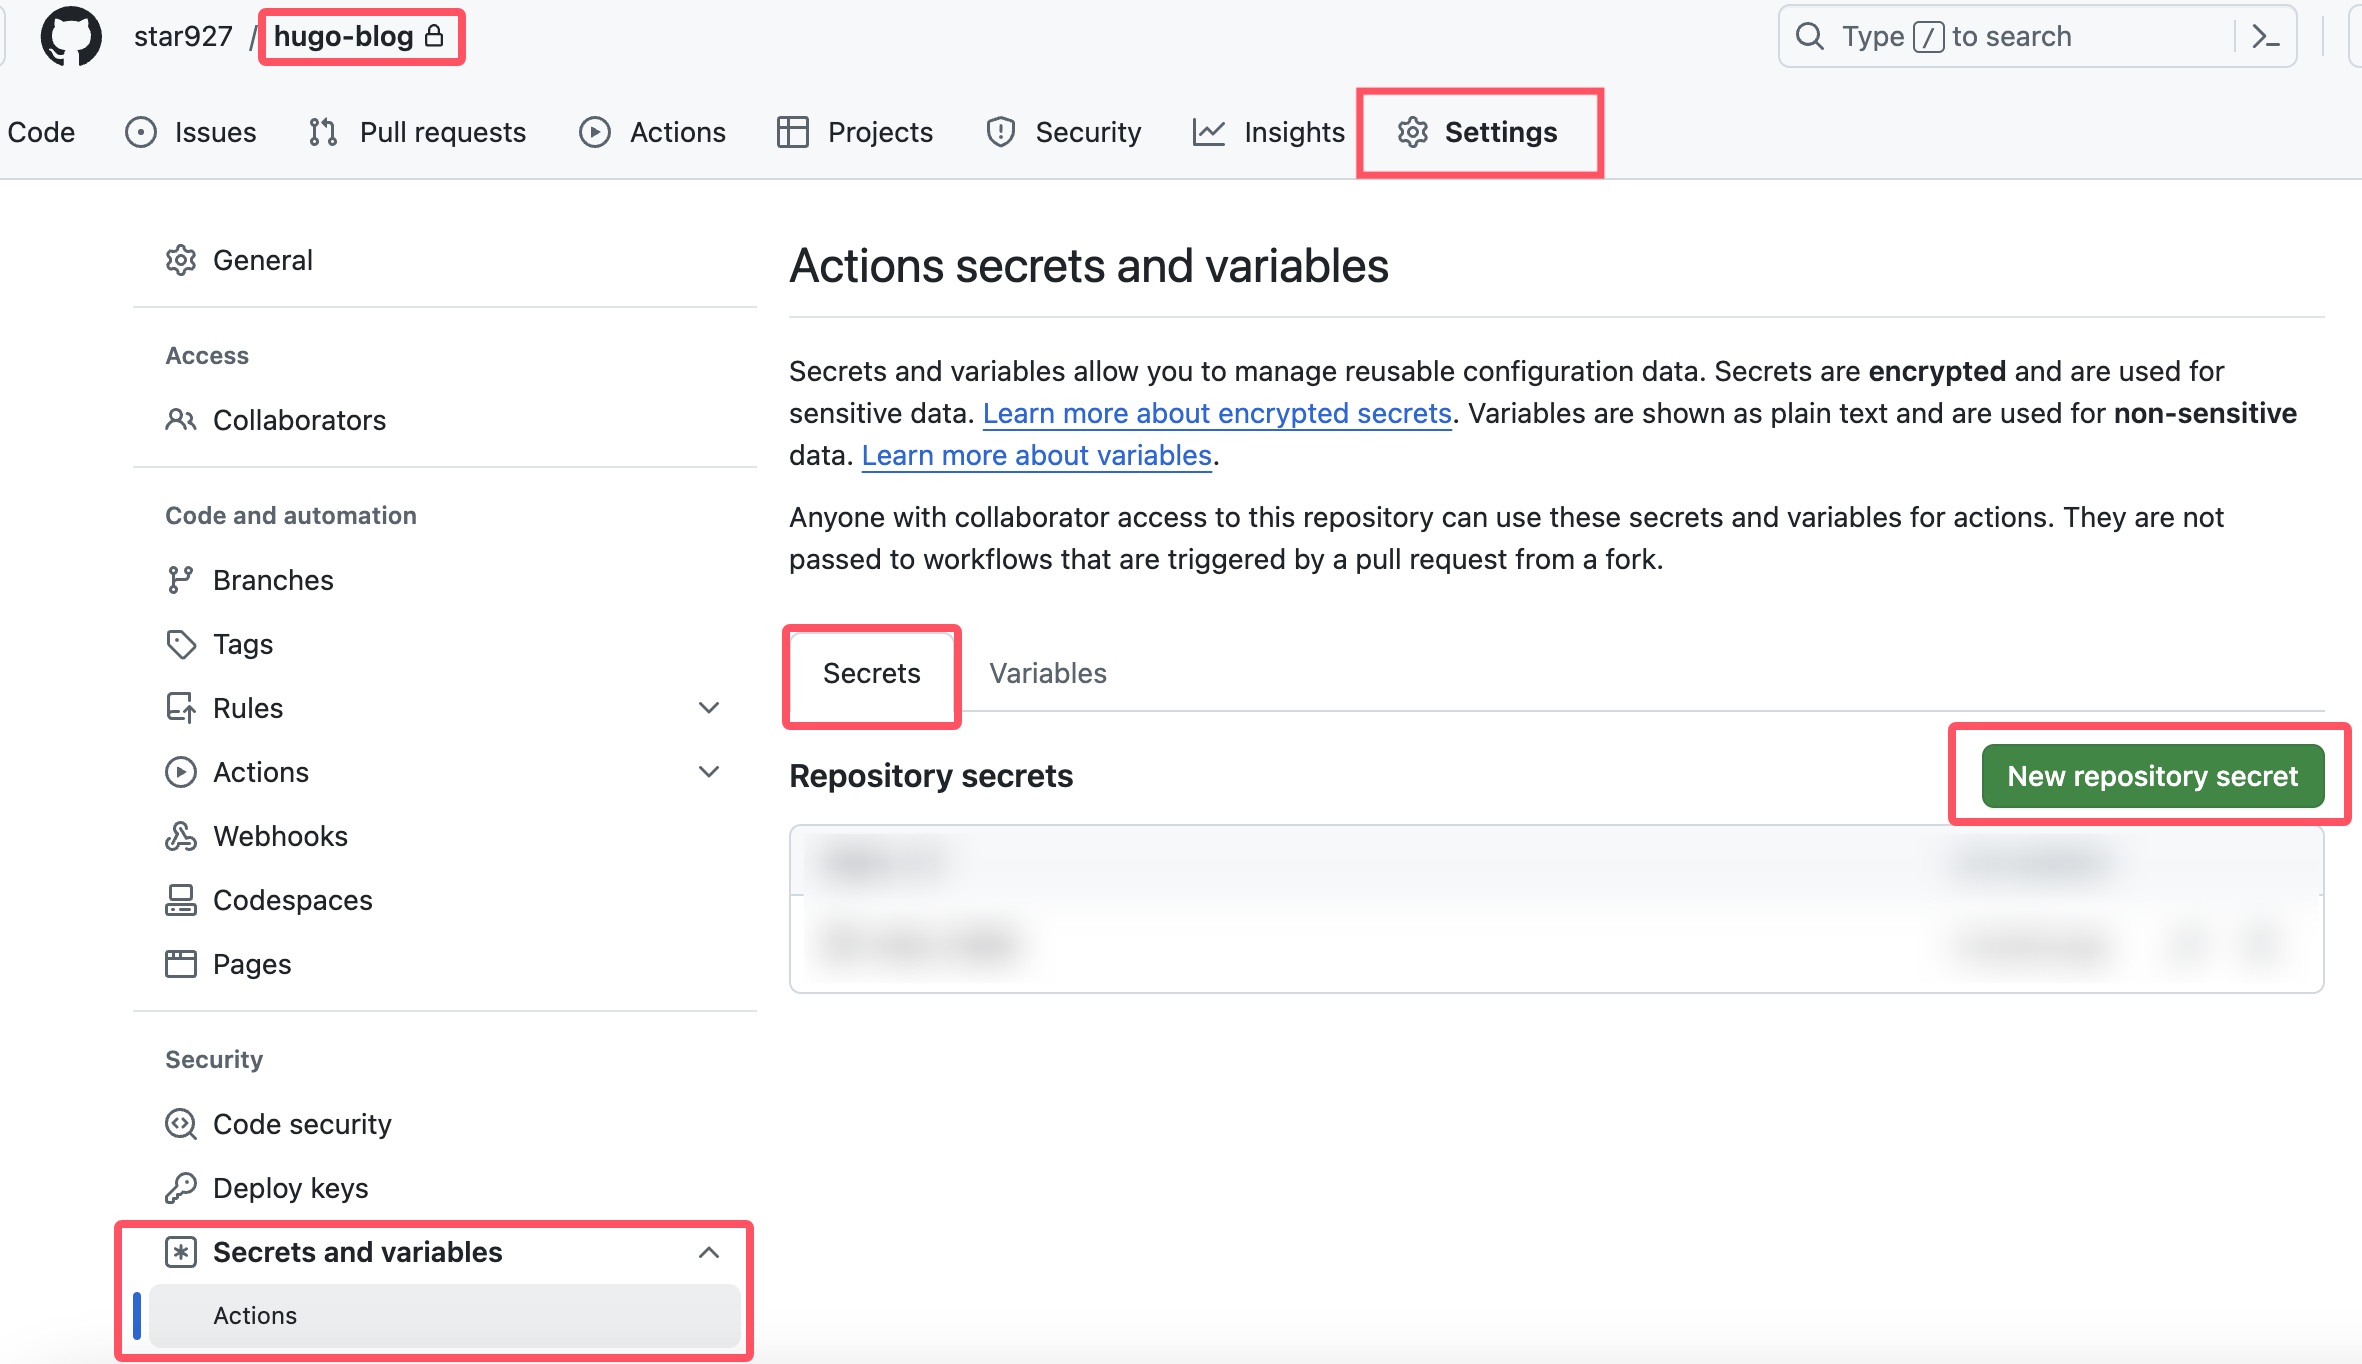 star927 / hugo-blog
Type / to search
Code
Issues
Pull requests
Actions
Projects
Security
Insights
Settings
General
Access
Collaborators
Code and automation
Branches
Tags
Rules
Actions
Webhooks
Codespaces
Pages
Security
Code security
Deploy keys
Secrets and variables
Actions
Actions secrets and variables
Secrets and variables allow you to manage reusable configuration data. Secrets are encrypted and are used for
sensitive data. Learn more about encrypted secrets. Variables are shown as plain text and are used for non-sensitive
data. Learn more about variables.
Anyone with collaborator access to this repository can use these secrets and variables for actions. They are not
passed to workflows that are triggered by a pull request from a fork.
Secrets
Variables
Repository secrets
New repository secret